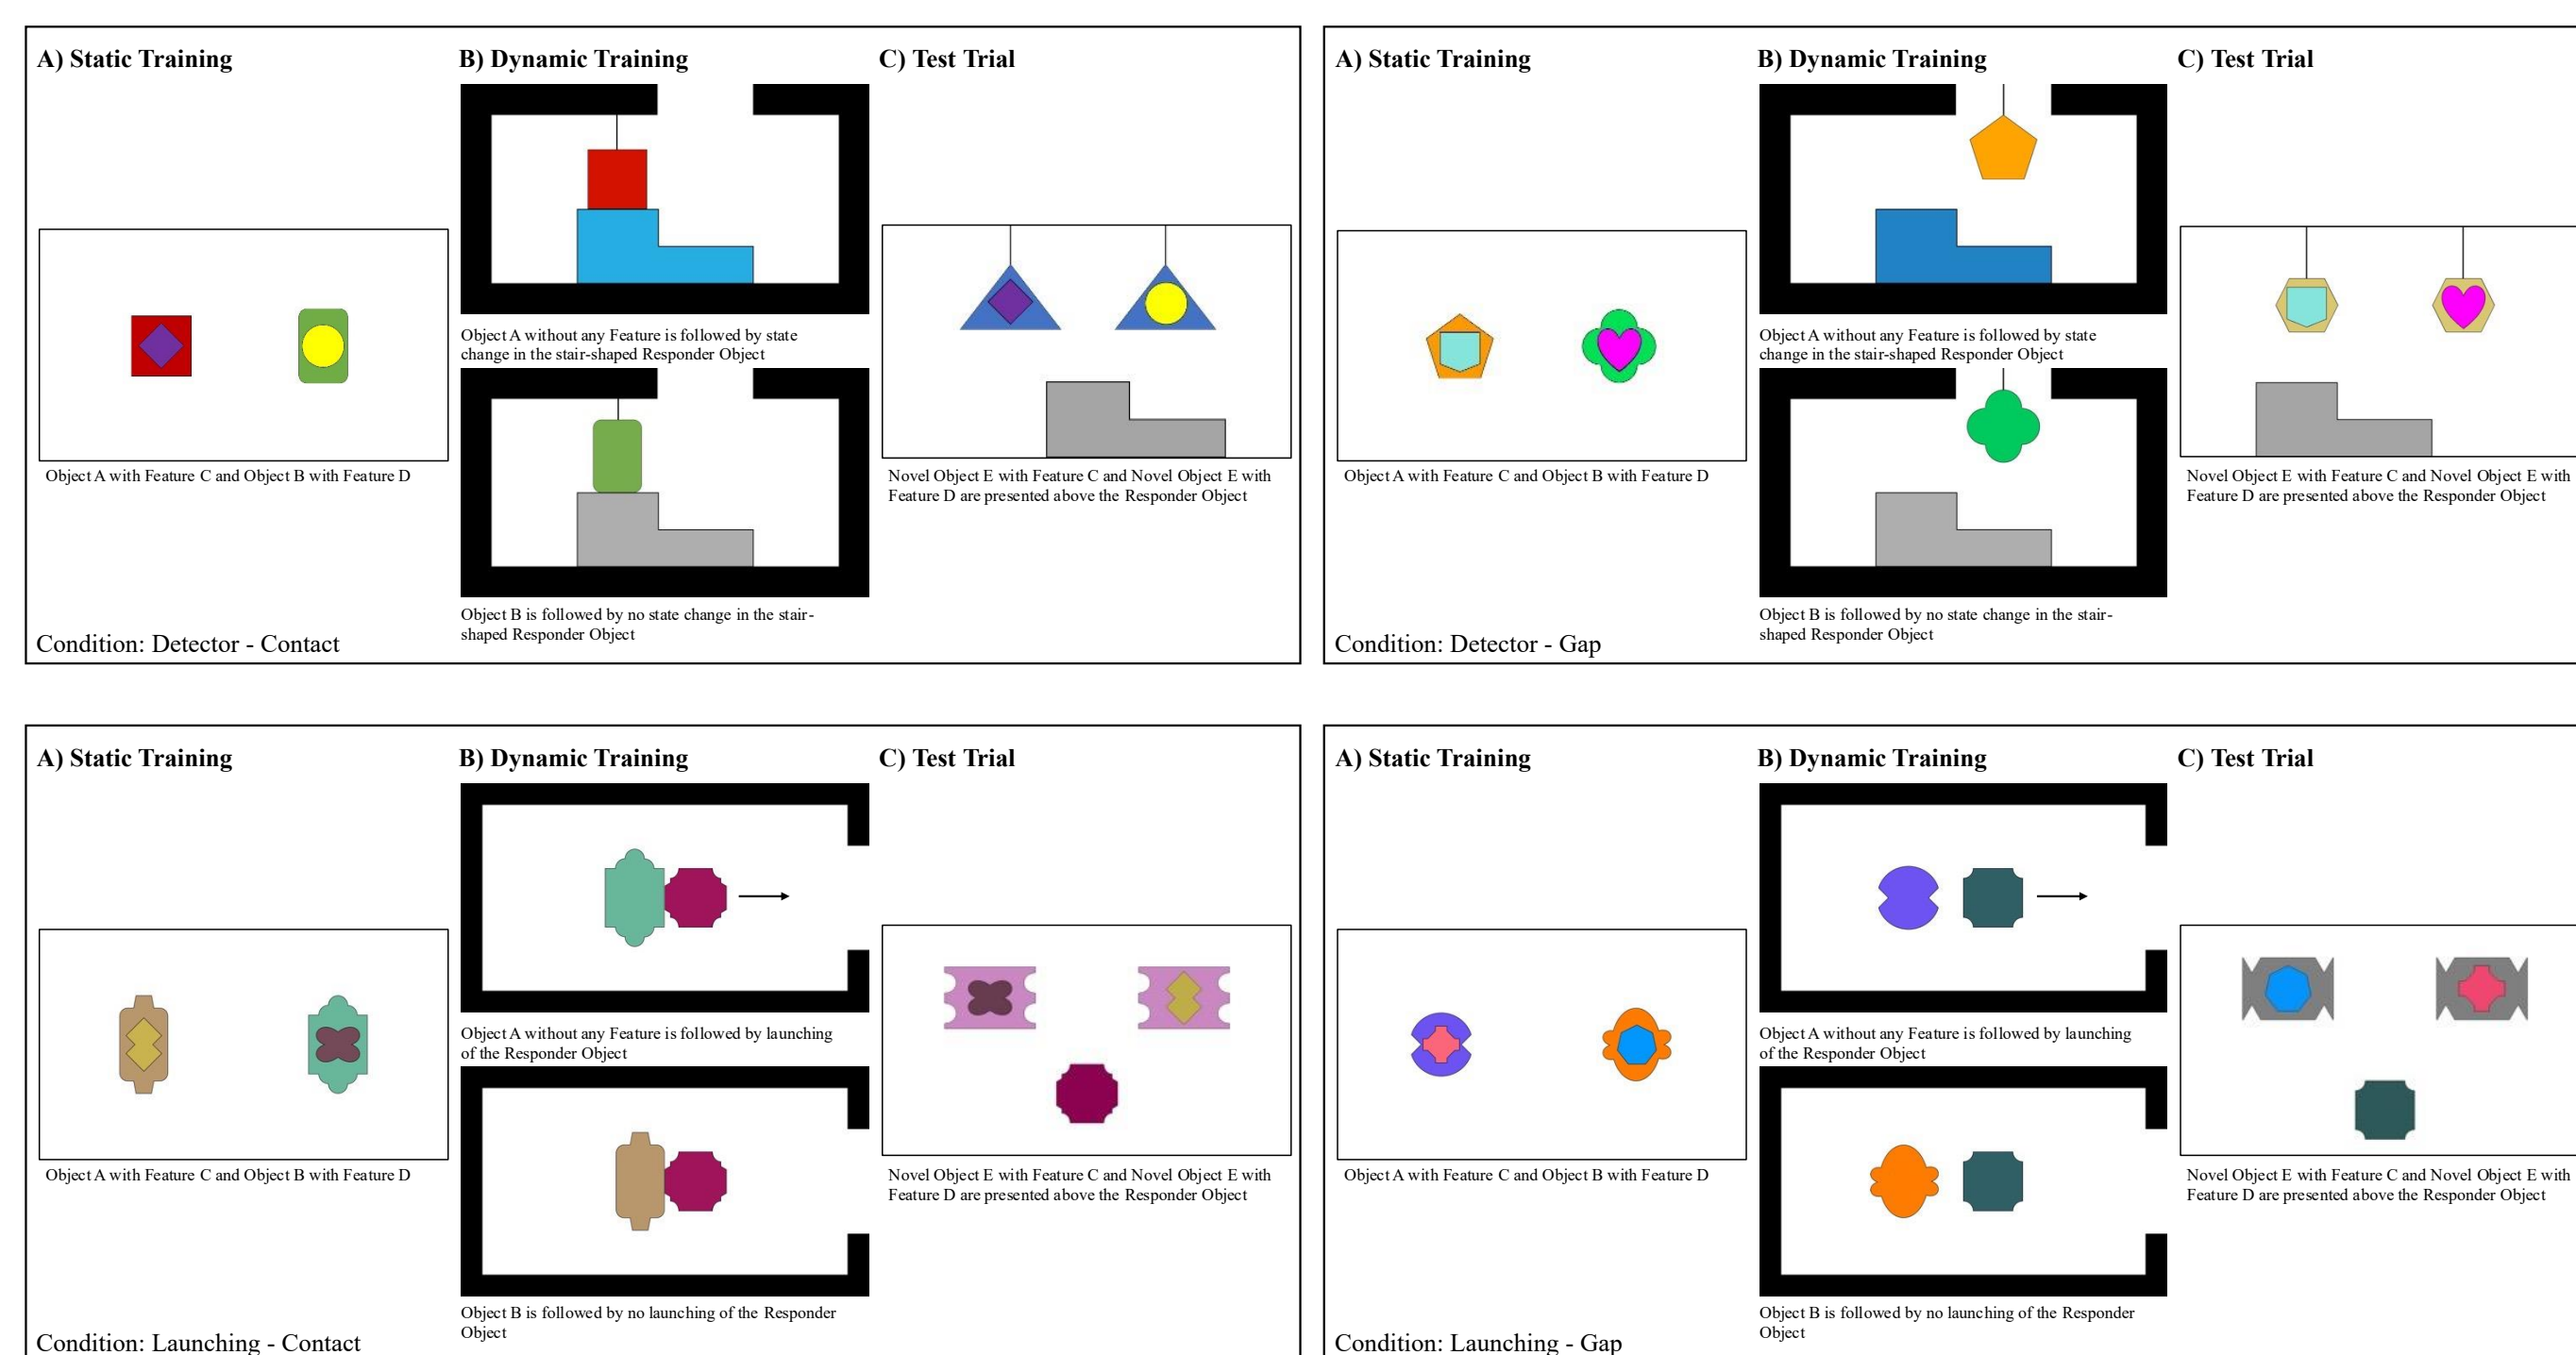 A) Static Training
B) Dynamic Training
C) Test Trial
Object A without any Feature is followed by state
change in the stair-shaped Responder Object
Object A with Feature C and Object B with Feature D
Novel Object E with Feature C and Novel Object E with
Feature D are presented above the Responder Object
Object B is followed by no state change in the stair-
shaped Responder Object
Condition: Detector - Contact
A) Static Training
B) Dynamic Training
C) Test Trial
Object A without any Feature is followed by state
change in the stair-shaped Responder Object
Object A with Feature C and Object B with Feature D
Novel Object E with Feature C and Novel Object E with
Feature D are presented above the Responder Object
Object B is followed by no state change in the stair-
shaped Responder Object
Condition: Detector - Gap
A) Static Training
B) Dynamic Training
C) Test Trial
Object A without any Feature is followed by launching
of the Responder Object
Object A with Feature C and Object B with Feature D
Novel Object E with Feature C and Novel Object E with
Feature D are presented above the Responder Object
Object B is followed by no launching of the Responder
Object
Condition: Launching - Contact
A) Static Training
B) Dynamic Training
C) Test Trial
Object A without any Feature is followed by launching
of the Responder Object
Object A with Feature C and Object B with Feature D
Novel Object E with Feature C and Novel Object E with
Feature D are presented above the Responder Object
Object B is followed by no launching of the Responder
Object
Condition: Launching - Gap